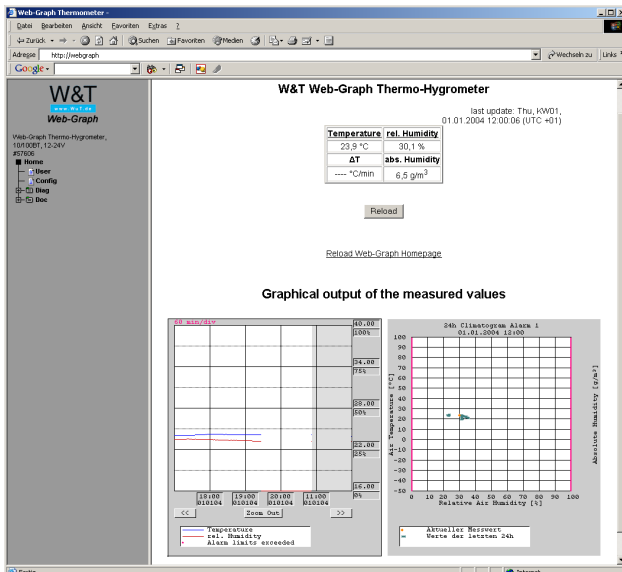 Web-Graph Thermometer -
Datei Bearbeiten Ansicht Favoriten Extras ?
Zurück Suchen Favoriten Medien
Adresse http://webgraph Wechseln zu Links
Google
W&T
www.WuT.de
Web-Graph
Web-Graph Thermo-Hygrometer,
10/100BT, 12-24V
#57606
Home
User
Config
Diag
Doc
W&T Web-Graph Thermo-Hygrometer
last update: Thu, KW01,
01.01.2004 12:00:06 (UTC +01)
Temperature rel. Humidity
23,9 °C 30,1 %
ΔT abs. Humidity
---- °C/min 6,5 g/m³
Reload
Reload Web-Graph Homepage
Graphical output of the measured values
60 min/div
40.00
100%
34.00
75%
28.00
50%
22.00
25%
16.00
0%
18:00 19:00 20:00 11:00
010104 010104 010104 010104
<< Zoom Out >>
Temperature
rel. Humidity
Alarm limits exceeded
24h Climatogram Alarm 1
01.01.2004 12:00
Air Temperature [°C]
100
90
80
70
60
50
40
30
20
10
0
-10
-20
-30
-40
-50
0 10 20 30 40 50 60 70 80 90 100
Relative Air Humidity [%]
Absolute Humidity [g/m³]
Aktueller Messwert
Werte der letzten 24h